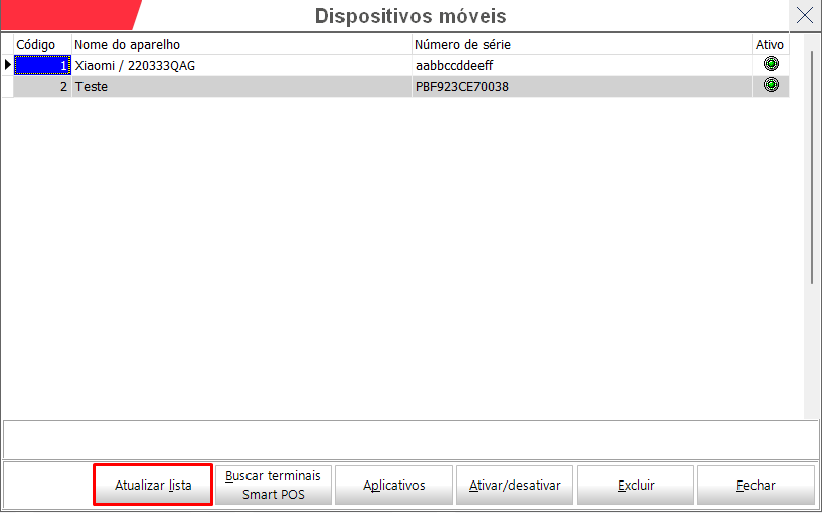 Dispositivos móveis
Código Nome do aparelho Número de série Ativo
1 Xiaomi / 220333QAG aabbccddeeff
2 Teste PBF923CE70038
Atualizar lista
Buscar terminais
Smart POS
Aplicativos
Ativar/desativar
Excluir
Fechar